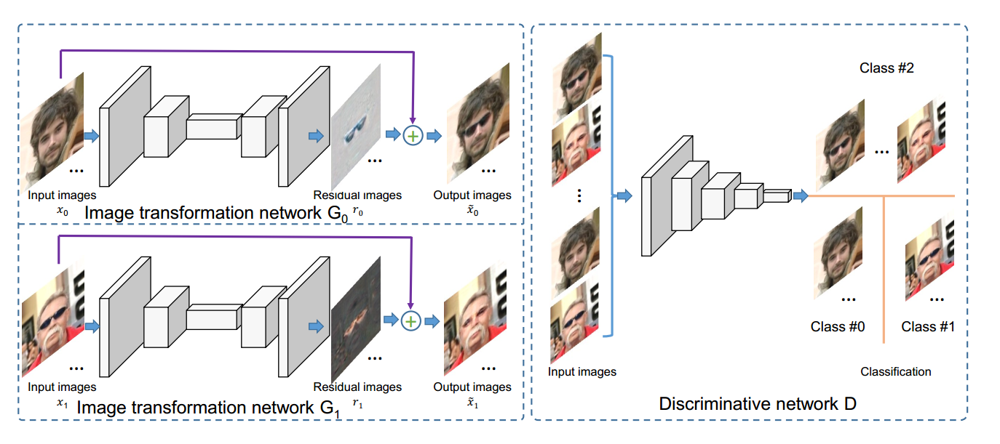 ...
Input images
x₀
Image transformation network G₀
...
Residual images
r₀
...
Output images
x̃₀
...
Input images
x₁
Image transformation network G₁
...
Residual images
r₁
...
Output images
x̃₁
Input images
Class #2
...
...
Class #0
...
Class #1
Classification
Discriminative network D